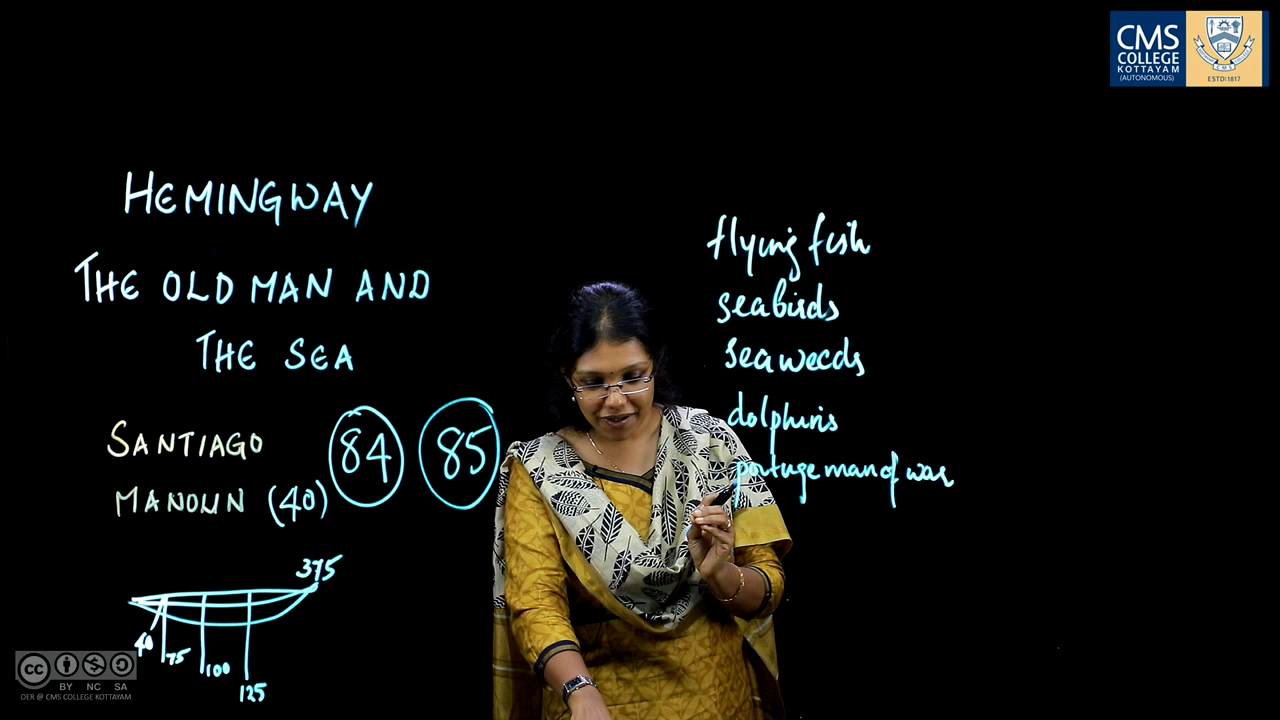 CMS
COLLEGE
KOTTAYAM
(AUTONOMOUS)
ESTD:1817
HEMINGWAY
THE OLD MAN AND
THE SEA
SANTIAGO
MANOLIN (40)
84 85
375
40
75
100
125
flying fish
seabirds
seaweeds
dolphins
portuge man of war
cc
BY NC SA
OER @ CMS COLLEGE KOTTAYAM